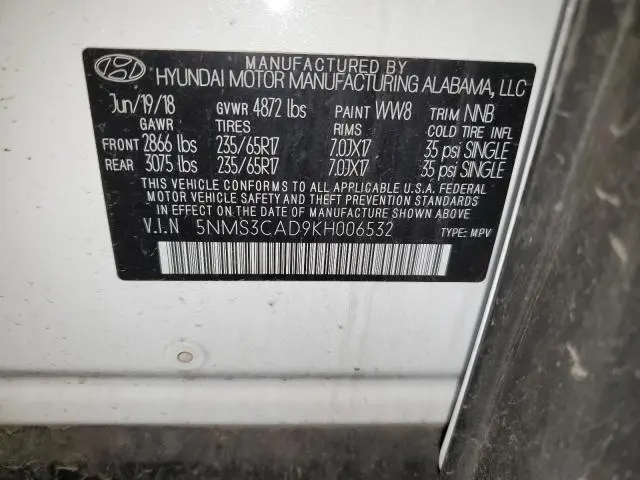 MANUFACTURED BY
HYUNDAI MOTOR MANUFACTURING ALABAMA, LLC
Jun/19/18 GVWR 4872 lbs PAINT WW8 TRIM NNB
GAWR TIRES RIMS COLD TIRE INFL
FRONT 2866 lbs 235/65R17 7.0JX17 35 psi SINGLE
REAR 3075 lbs 235/65R17 7.0JX17 35 psi SINGLE
THIS VEHICLE CONFORMS TO ALL APPLICABLE U.S.A. FEDERAL
MOTOR VEHICLE SAFETY AND THEFT PREVENTION STANDARDS
IN EFFECT ON THE DATE OF MANUFACTURE SHOWN ABOVE.
V.I.N 5NMS3CAD9KH006532 TYPE: MPV